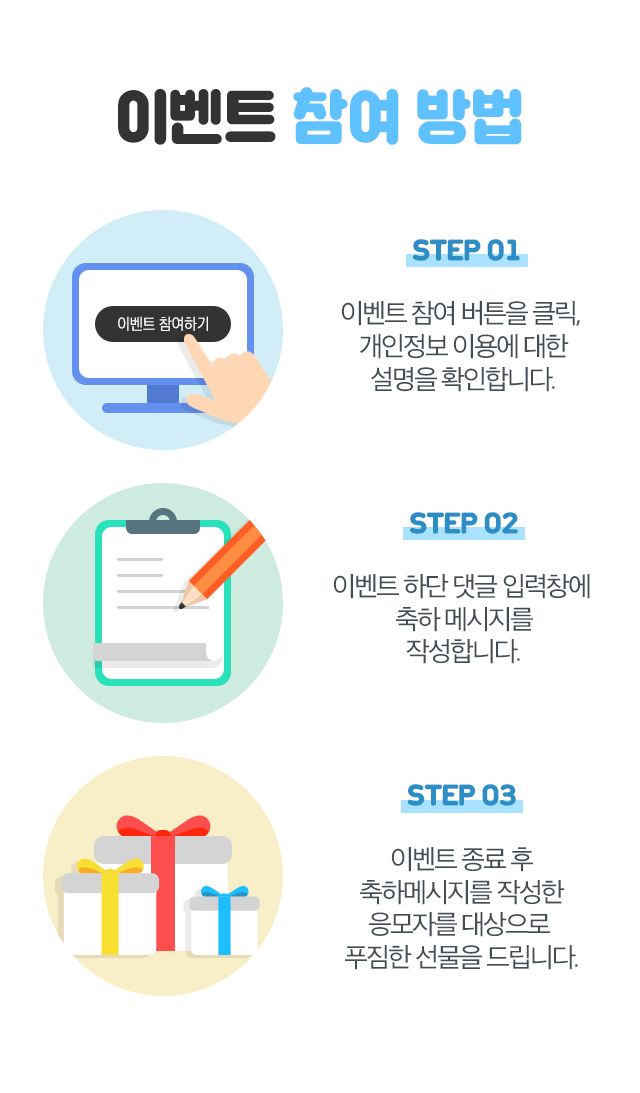 이벤트 참여 방법
이벤트 참여하기
STEP 01
이벤트 참여 버튼을 클릭,
개인정보 이용에 대한
설명을 확인합니다.
STEP 02
이벤트 하단 댓글 입력창에
축하 메시지를
작성합니다.
STEP 03
이벤트 종료 후
축하메시지를 작성한
응모자를 대상으로
푸짐한 선물을 드립니다.